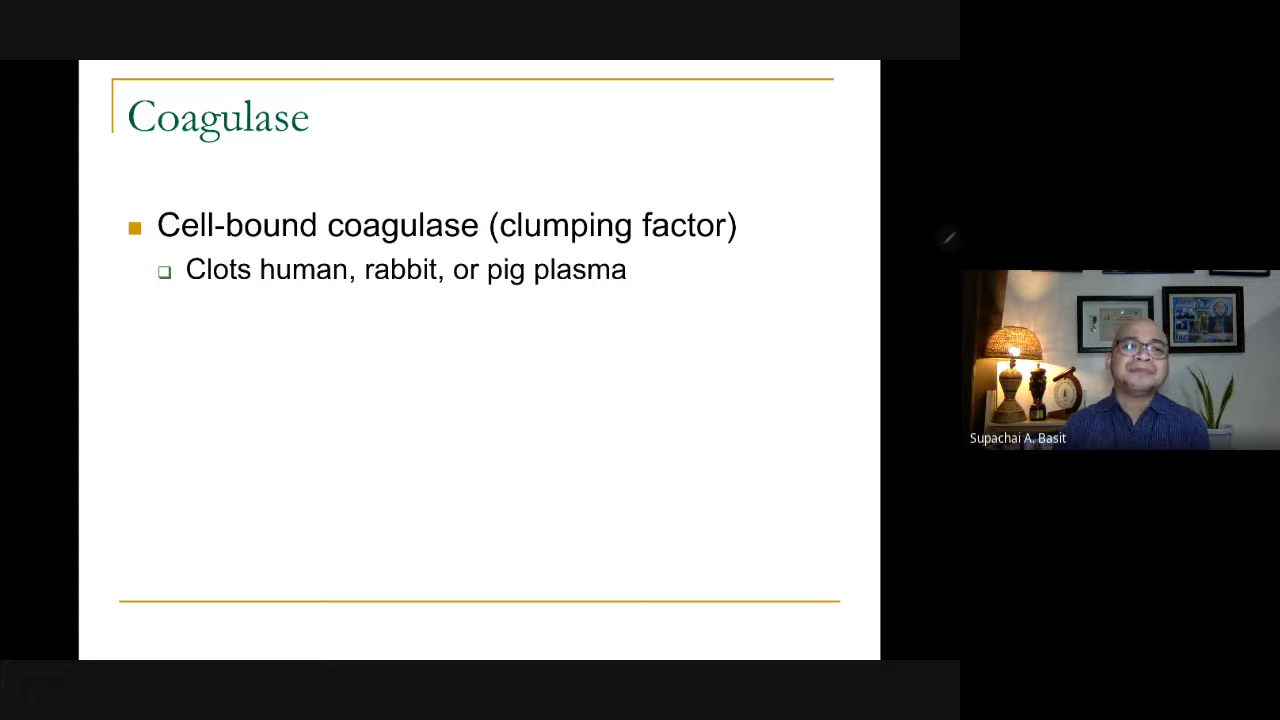 Coagulase
Cell-bound coagulase (clumping factor)
Clots human, rabbit, or pig plasma
Supachai A. Basit